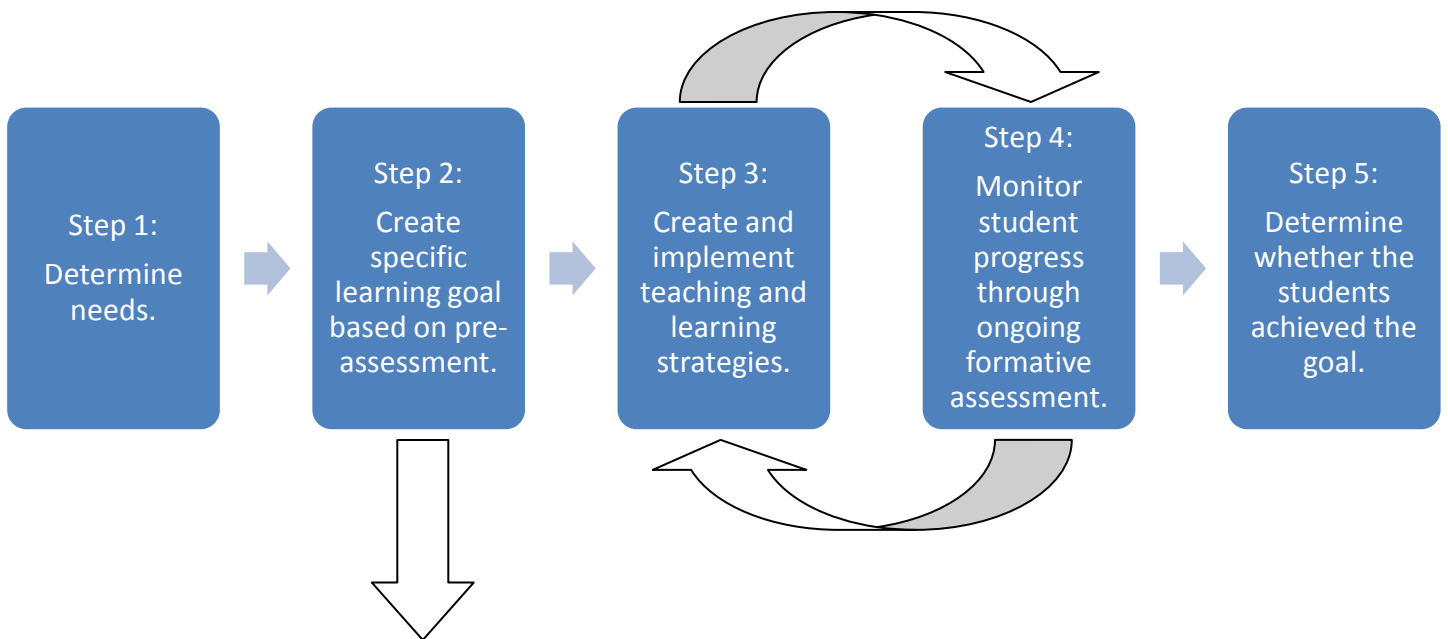 Step 1:
Determine
needs.
Step 2:
Create
specific
learning goal
based on pre-
assessment.
Step 3:
Create and
implement
teaching and
learning
strategies.
Step 4:
Monitor
student
progress
through
ongoing
formative
assessment.
Step 5:
Determine
whether the
students
achieved the
goal.